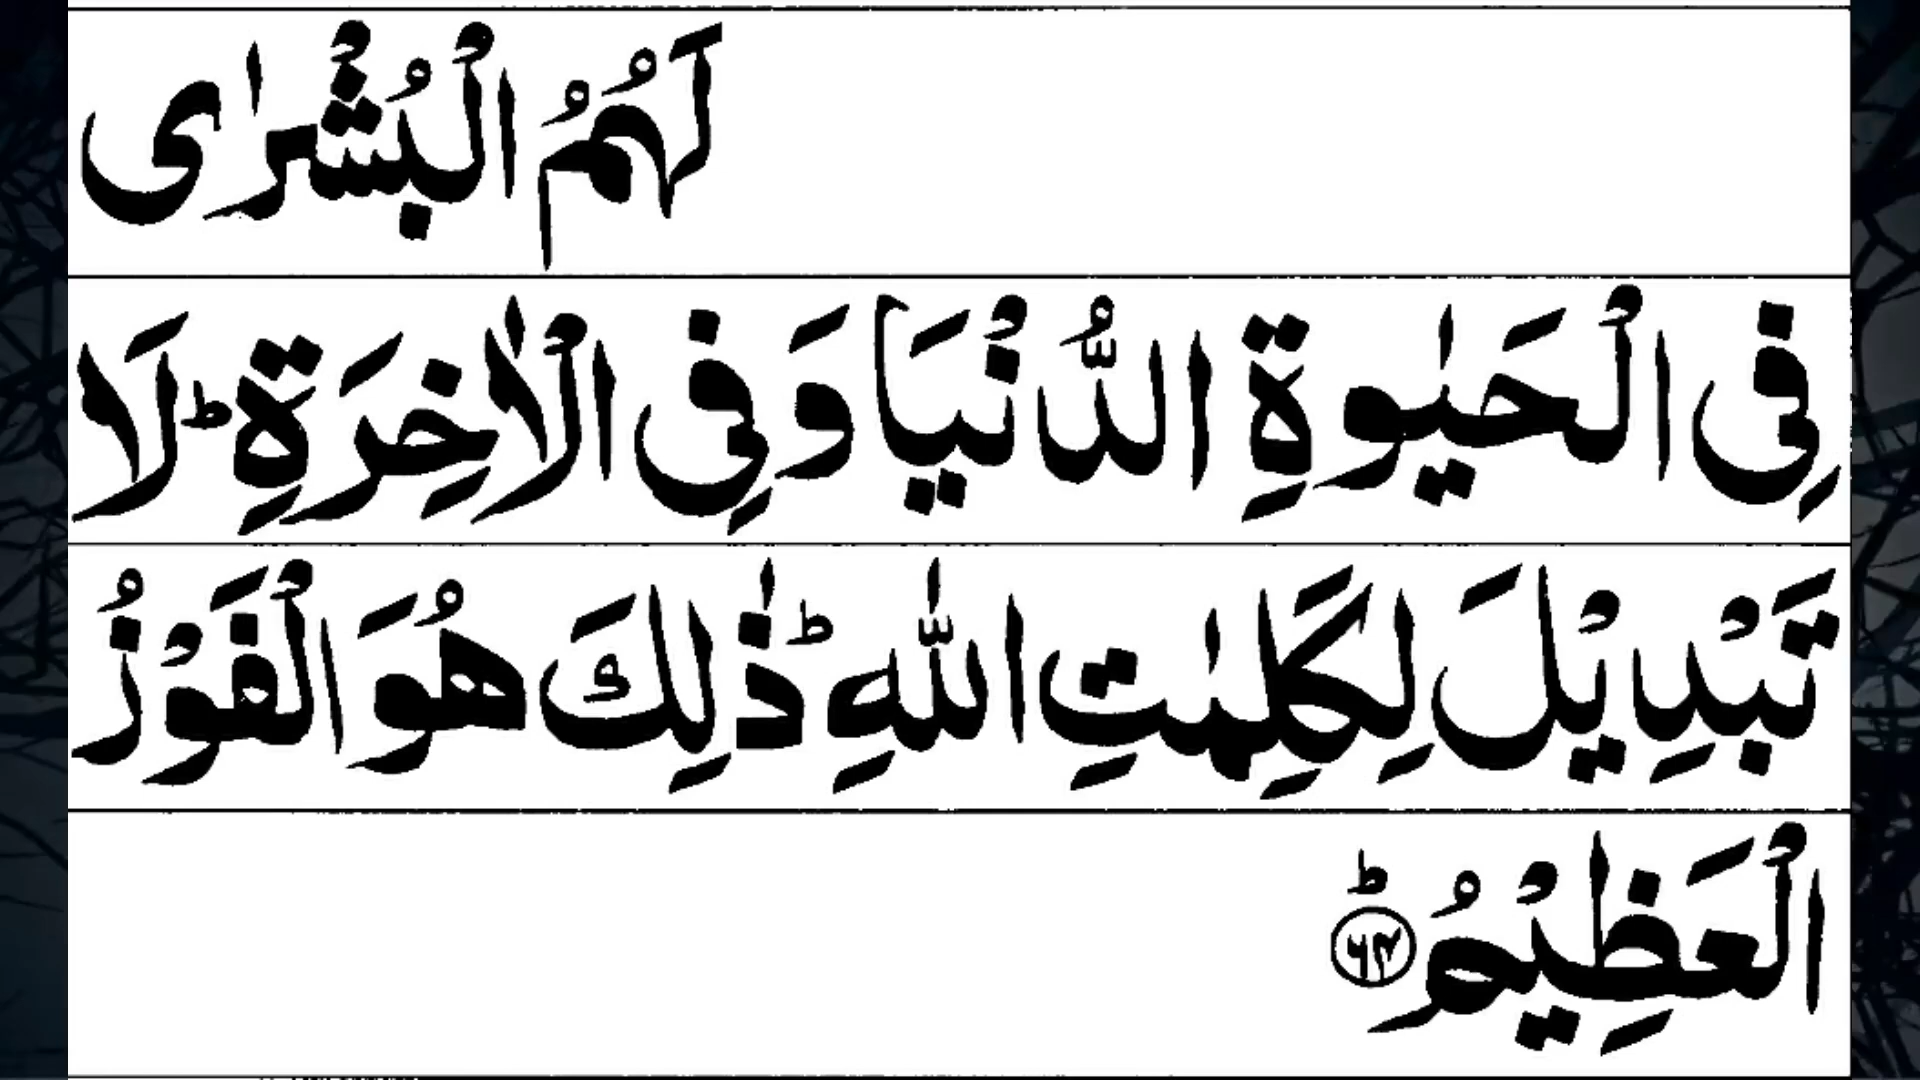 لَهُمُ الْبُشْرٰى
فِى الْحَيٰوةِ الدُّنْيَا وَفِى الْاٰخِرَةِ ؕ لَا
تَبْدِيْلَ لِكَلِمٰتِ اللّٰهِ ؕ ذٰلِكَ هُوَ الْفَوْزُ
الْعَظِيْمُ ؕ ﴿۶۴﴾